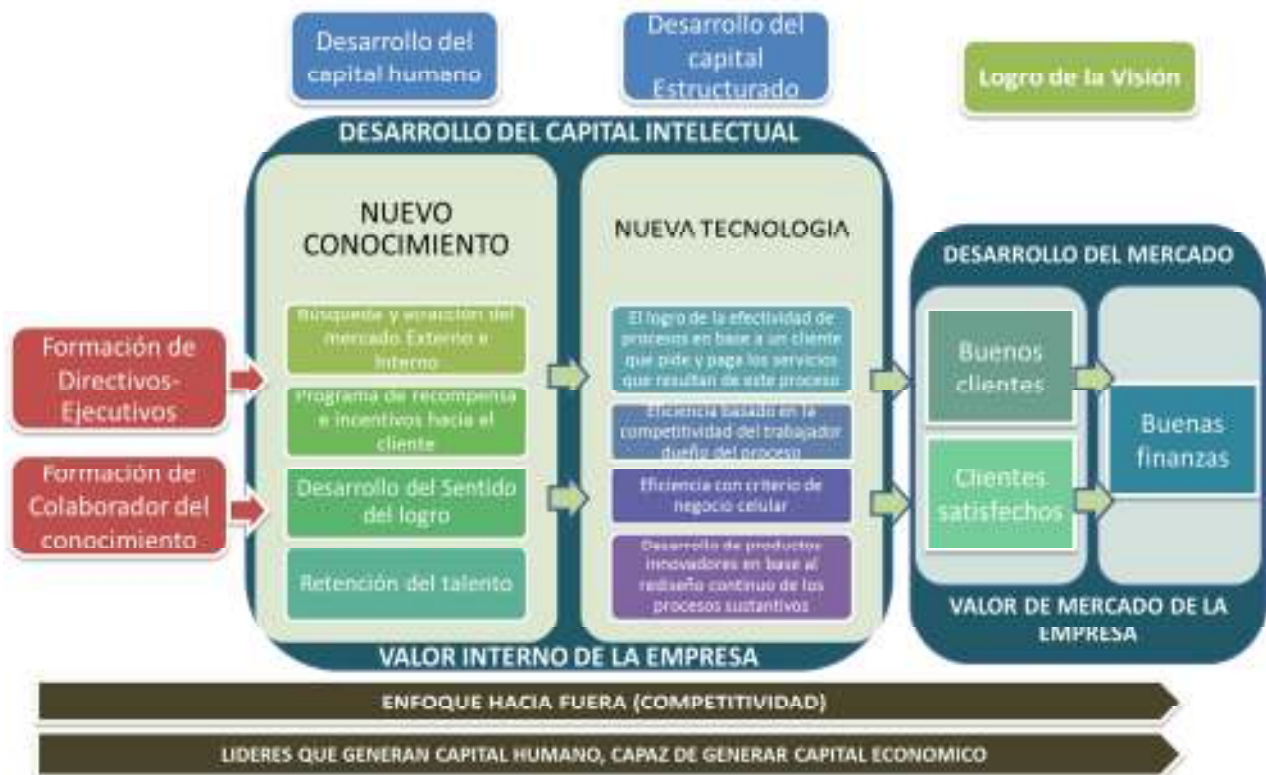 Desarrollo del
capital humano
Desarrollo del
capital
Estructurado
Logro de la Visión
DESARROLLO DEL CAPITAL INTELECTUAL
NUEVO
CONOCIMIENTO
NUEVA TECNOLOGIA
DESARROLLO DEL MERCADO
Formación de
Directivos-
Ejecutivos
Formación de
Colaborador del
conocimiento
Búsqueda y atracción del
mercado Externo e
Interno
Programa de recompensa
e incentivos hacia el
cliente
Desarrollo del Sentido
del logro
Retención del talento
El logro de la efectividad de
procesos en base a un cliente
que pide y paga los servicios
que resultan de este proceso
Eficiencia basado en la
competitividad del trabajador
del proceso
Eficiencia con criterio de
negocio celular
Desarrollo de productos
innovadores en base al
rediseño continuo de los
procesos sustantivos
Buenos
clientes
Clientes
satisfechos
Buenas
finanzas
VALOR INTERNO DE LA EMPRESA
VALOR DE MERCADO DE LA
EMPRESA
ENFOQUE HACIA FUERA (COMPETITIVIDAD)
LIDERES QUE GENERAN CAPITAL HUMANO, CAPAZ DE GENERAR CAPITAL ECONOMICO